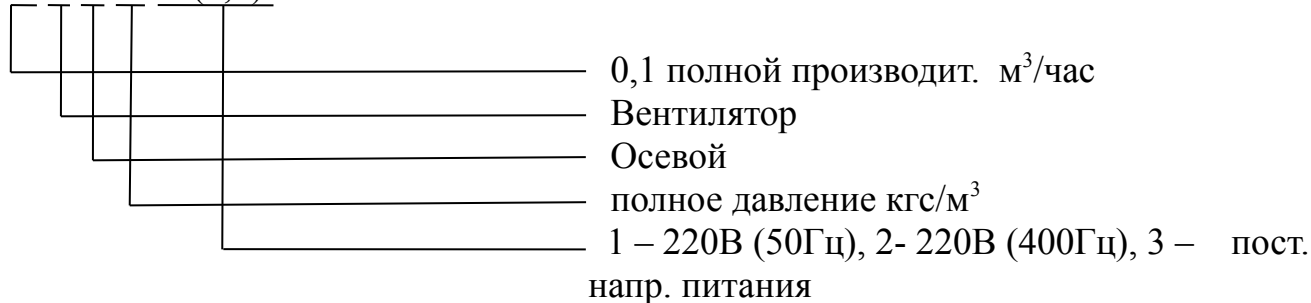 0,1 полной производит. м³/час
Вентилятор
Осевой
полное давление кгс/м³
1 – 220В (50Гц), 2- 220В (400Гц), 3 – пост.
напр. питания